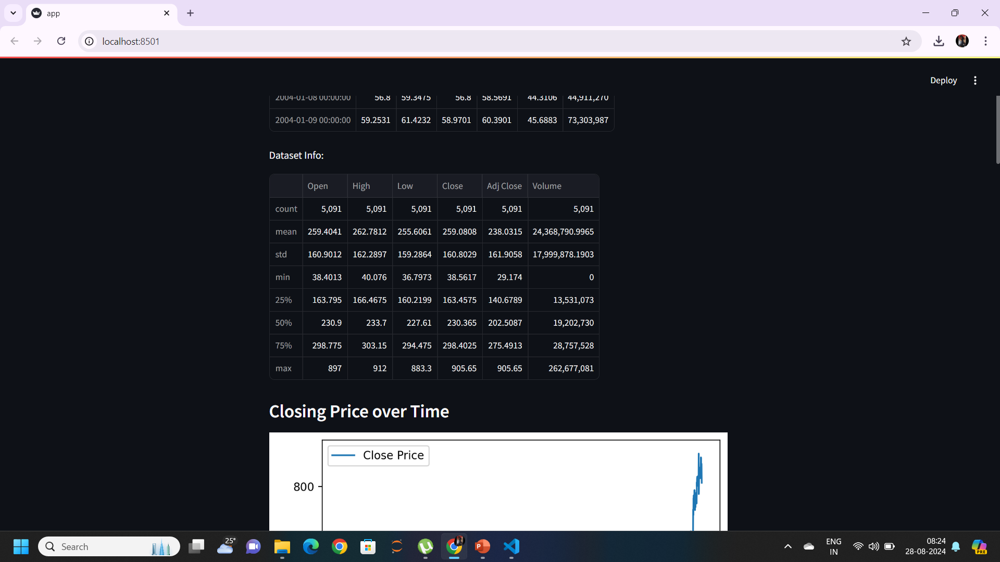 app
localhost:8501
Deploy
2004-01-08 00:00:00 56.8 59.3475 56.8 58.5691 44.3106 44,911,270
2004-01-09 00:00:00 59.2531 61.4232 58.9701 60.3901 45.6883 73,303,987
Dataset Info:
Open High Low Close Adj Close Volume
count 5,091 5,091 5,091 5,091 5,091 5,091
mean 259.4041 262.7812 255.6061 259.0808 238.0315 24,368,790.9965
std 160.9012 162.2897 159.2864 160.8029 161.9058 17,999,878.1903
min 38.4013 40.076 36.7973 38.5617 29.174 0
25% 163.795 166.4675 160.2199 163.4575 140.6789 13,531,073
50% 230.9 233.7 227.61 230.365 202.5087 19,202,730
75% 298.775 303.15 294.475 298.4025 275.4913 28,757,528
max 897 912 883.3 905.65 905.65 262,677,081
Closing Price over Time
Close Price
800
Search
25°
P
ENG
IN
08:24
28-08-2024
PRE